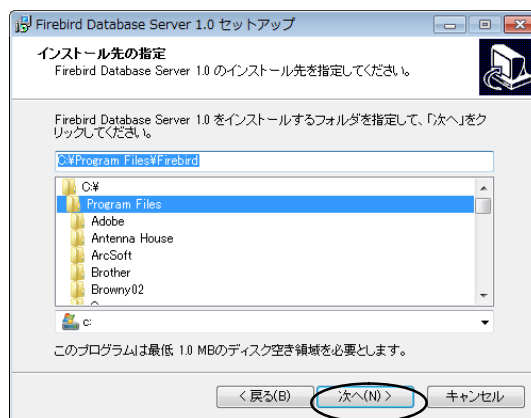 Firebird Database Server 1.0 セットアップ
インストール先の指定
Firebird Database Server 1.0 のインストール先を指定してください。
Firebird Database Server 1.0 をインストールするフォルダを指定して、「次へ」をク
リックしてください。
C:¥Program Files¥Firebird
C:¥
Program Files
Adobe
Antenna House
ArcSoft
Brother
Browny02
c:
このプログラムは最低 1.0 MBのディスク空き領域を必要とします。
< 戻る(B)
次へ(N) >
キャンセル